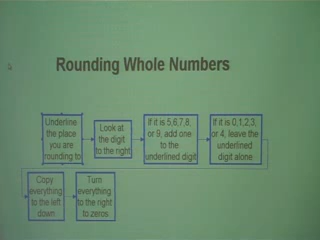 Rounding Whole Numbers
Underline
the place
you are
rounding to
Look at
the digit
to the right
If it is 5,6,7,8,
or 9, add one
to the
underlined digit
If it is 0,1,2,3,
or 4, leave the
underlined
digit alone
Copy
everything
to the left
down
Turn
everything
to the right
to zeros